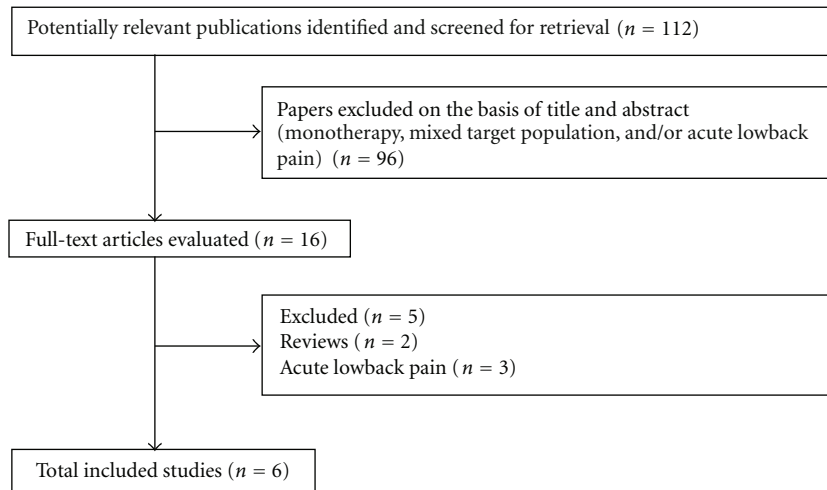 Potentially relevant publications identified and screened for retrieval (n = 112)
Papers excluded on the basis of title and abstract
(monotherapy, mixed target population, and/or acute lowback
pain) (n = 96)
Full-text articles evaluated (n = 16)
Excluded (n = 5)
Reviews (n = 2)
Acute lowback pain (n = 3)
Total included studies (n = 6)